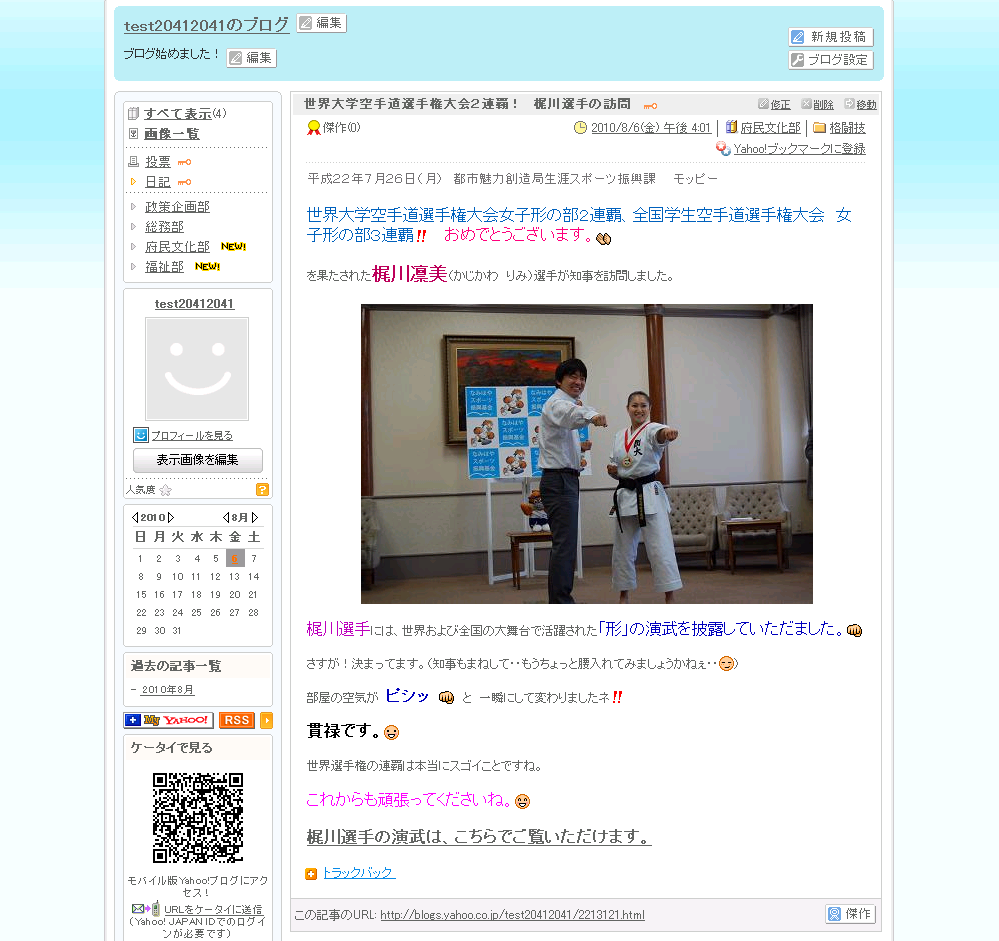 test20412041のブログ
編集
ブログ始めました！
編集
新規投稿
ブログ設定
すべて表示(4)
画像一覧
投票
日記
政策企画部
総務部
府民文化部 NEW!
福祉部 NEW!
test20412041
プロフィールを見る
表示画像を編集
人気度
?
2010 8月
日 月 火 水 木 金 土
1 2 3 4 5 6 7
8 9 10 11 12 13 14
15 16 17 18 19 20 21
22 23 24 25 26 27 28
29 30 31
過去の記事一覧
- 2010年8月
My YAHOO! RSS
ケータイで見る
モバイル版Yahoo!ブログにアク
セス！
URLをケータイに送信
（Yahoo! JAPAN IDでのログイ
ンが必要です）
世界大学空手道選手権大会２連覇！　梶川選手の訪問
修正 削除 移動
傑作(0)
2010/8/6(金) 午後 4:01 府民文化部 格闘技
Yahoo!ブックマークに登録
平成２２年７月２６日（月）　都市魅力創造局生涯スポーツ振興課　モッピー
世界大学空手道選手権大会女子形の部２連覇、全国学生空手道選手権大会　女
子形の部３連覇!!　おめでとうございます。
を果たされた梶川凛美（かじかわ　りみ）選手が知事を訪問しました。
なみはや
スポーツ
振興基金
梶川選手には、世界および全国の大舞台で活躍された「形」の演武を披露していただました。
さすが！決まってます。（知事もまねして・・もうちょっと腰入れてみましょうかねぇ・・）
部屋の空気が ビシッ と 一瞬にして変わりましたネ!!
貫禄です。
世界選手権の連覇は本当にスゴイことですね。
これからも頑張ってくださいね。
梶川選手の演武は、こちらでご覧いただけます。
トラックバック
この記事のURL: http://blogs.yahoo.co.jp/test20412041/2213121.html
傑作